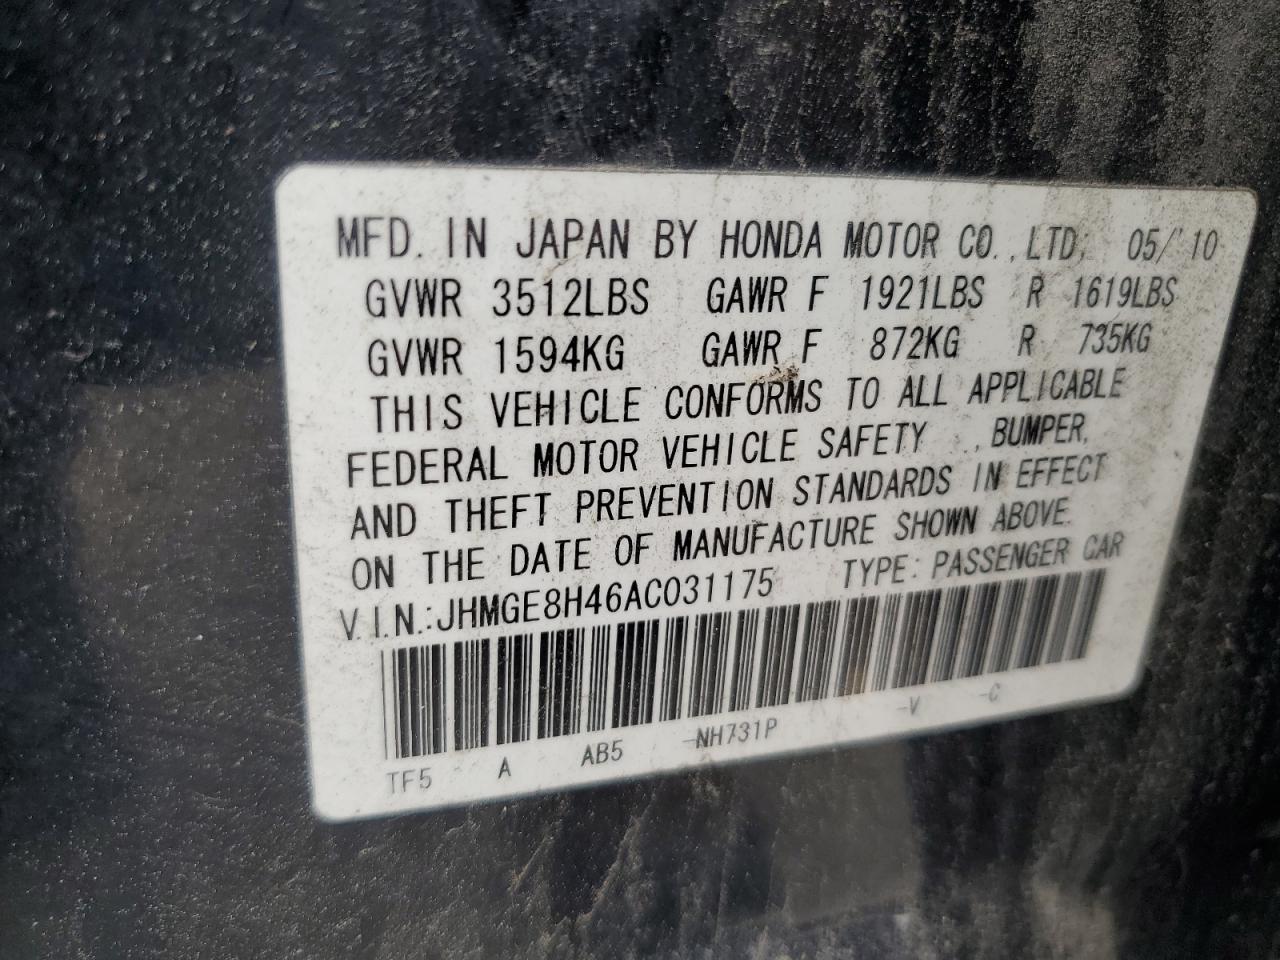 MFD. IN JAPAN BY HONDA MOTOR CO.,LTD, 05/'10
GVWR 3512LBS GAWR F 1921LBS R 1619LBS
GVWR 1594KG GAWR F 872KG R 735KG
THIS VEHICLE CONFORMS TO ALL APPLICABLE
FEDERAL MOTOR VEHICLE SAFETY , BUMPER,
AND THEFT PREVENTION STANDARDS IN EFFECT
ON THE DATE OF MANUFACTURE SHOWN ABOVE.
V.I.N.:JHMGE8H46AC031175 TYPE: PASSENGER CAR
TF5 A AB5 -NH731P -V -C